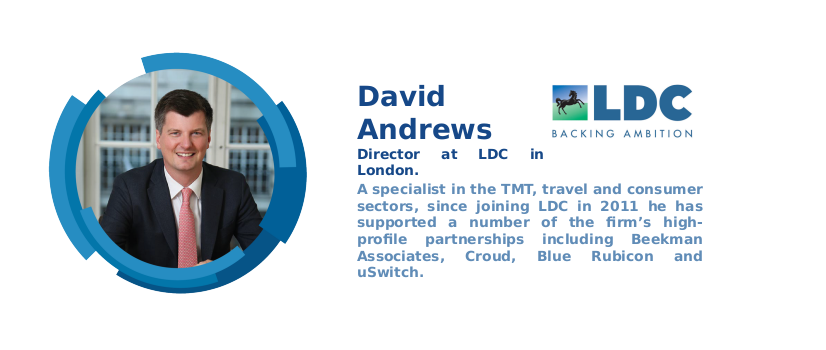 David
Andrews
LDC
BACKING AMBITION
Director at LDC in
London.
A specialist in the TMT, travel and consumer
sectors, since joining LDC in 2011 he has
supported a number of the firm’s high-
profile partnerships including Beekman
Associates, Croud, Blue Rubicon and
uSwitch.